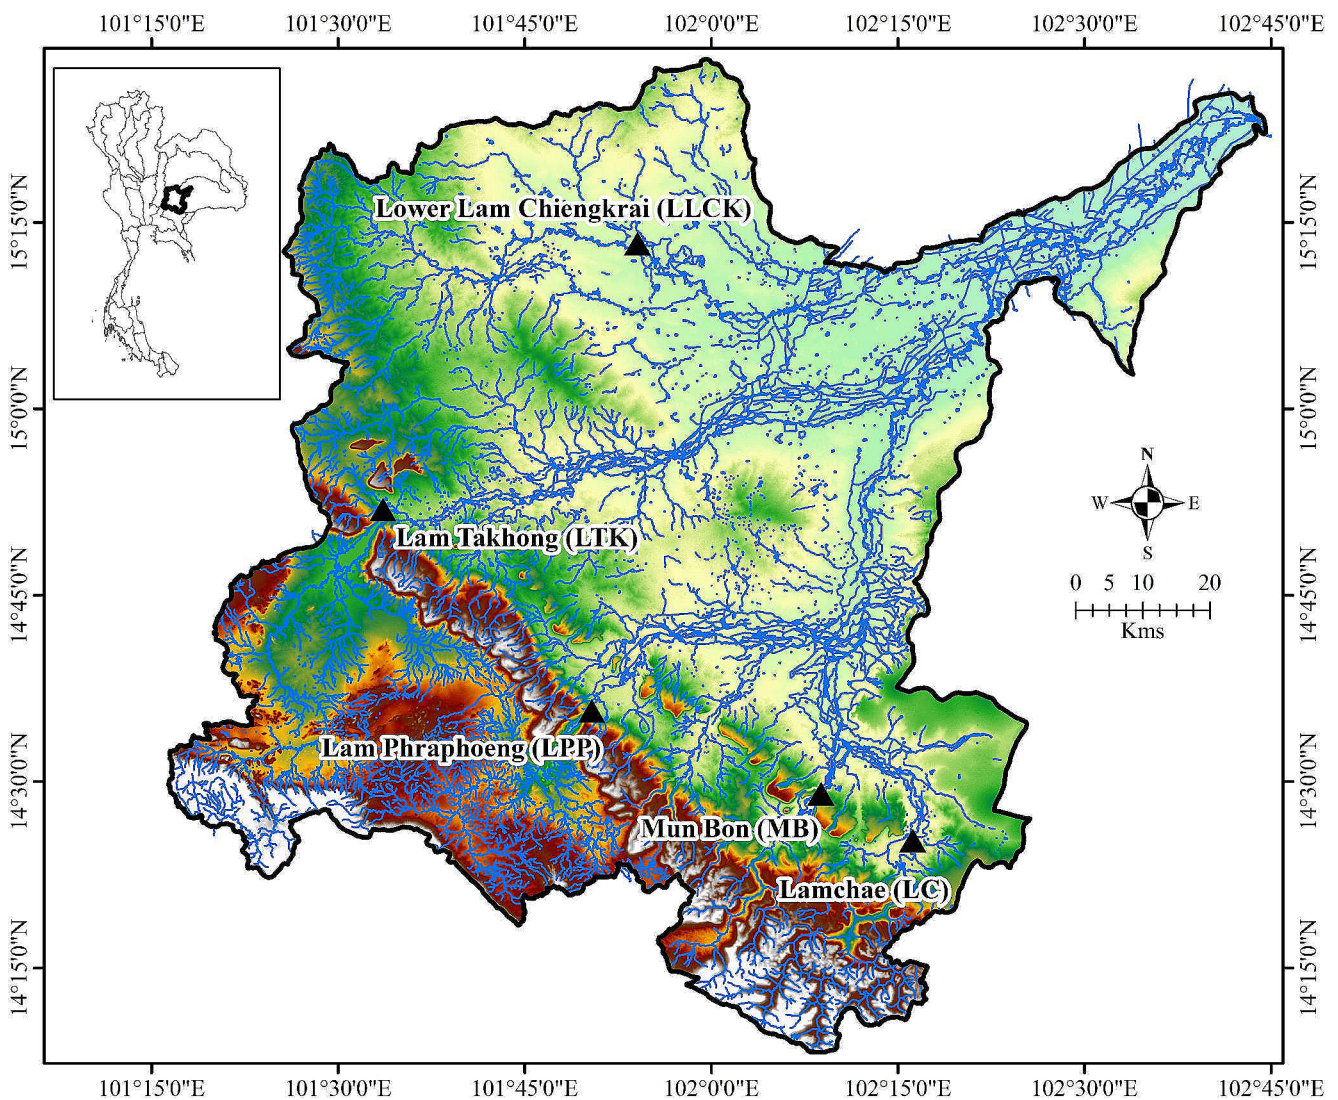 101°15'0"E 101°30'0"E 101°45'0"E 102°0'0"E 102°15'0"E 102°30'0"E 102°45'0"E
15°15'0"N
15°15'0"N
Lower Lam Chiengkrai (LLCK)
15°0'0"N
15°0'0"N
N
W E
S
Lam Takhong (LTK)
0 5 10 20
Kms
14°45'0"N
14°45'0"N
Lam Phraphoeng (LPP)
14°30'0"N
14°30'0"N
Mun Bon (MB)
Lamchae (LC)
14°15'0"N
14°15'0"N
101°15'0"E 101°30'0"E 101°45'0"E 102°0'0"E 102°15'0"E 102°30'0"E 102°45'0"E